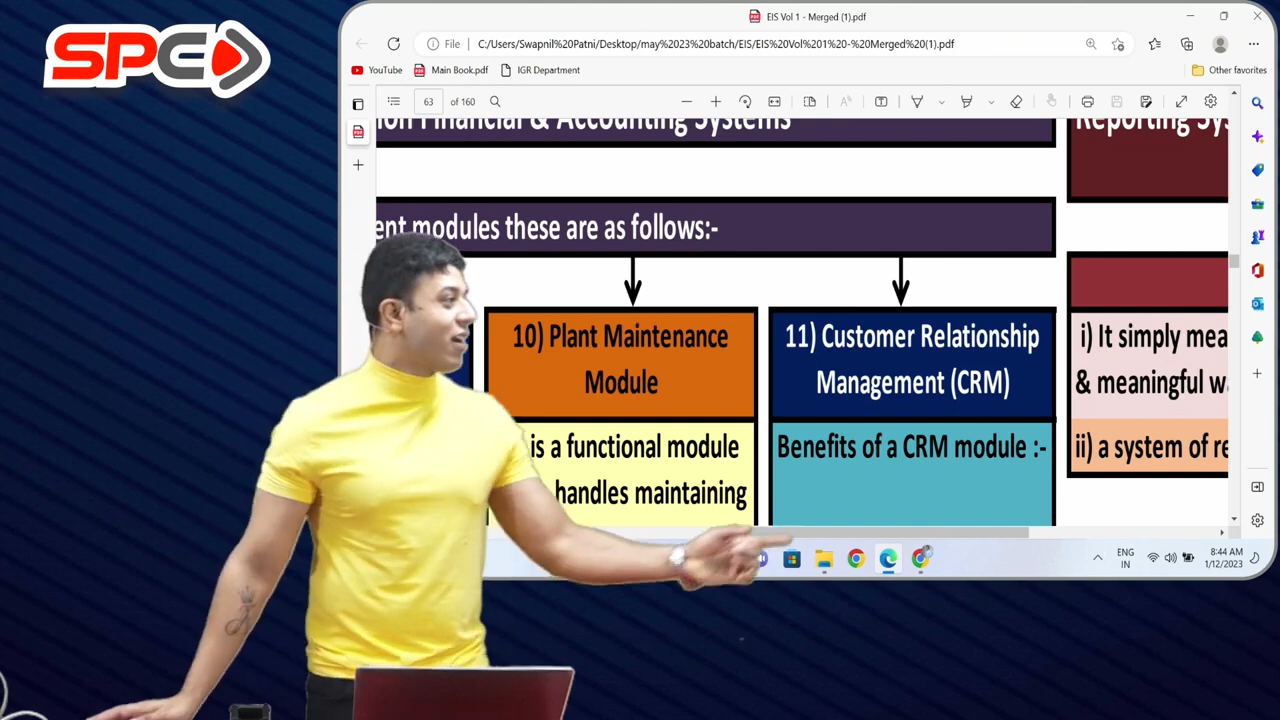 SPC
EIS Vol 1 - Merged (1).pdf
File
C:/Users/Swapnil%20Patni/Desktop/may%2023%20batch/EIS/EIS%20Vol%201%20-%20Merged%20(1).pdf
YouTube
Main Book.pdf
IGR Department
Other favorites
63
of 160
ion Financial & Accounting Systems
Reporting Sy
ent modules these are as follows:-
10) Plant Maintenance
Module
is a functional module
handles maintaining
11) Customer Relationship
Management (CRM)
Benefits of a CRM module :-
i) It simply mea
& meaningful w
ii) a system of re
ENG
IN
8:44 AM
1/12/2023